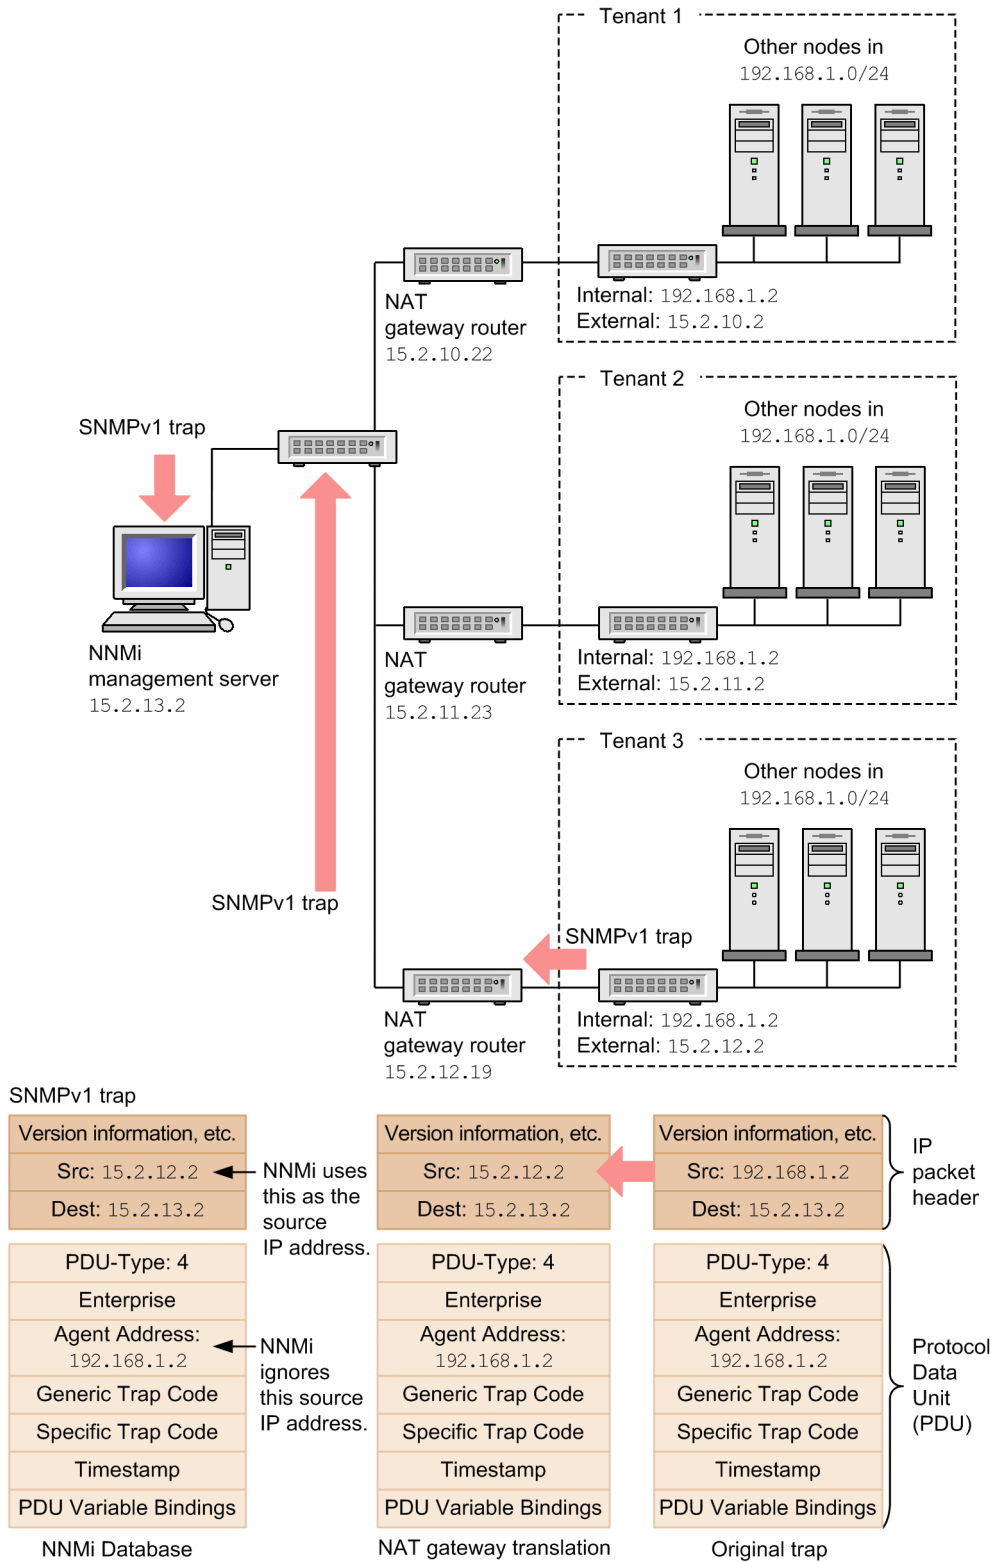 Tenant 1
Other nodes in
192.168.1.0/24
NAT
gateway router
15.2.10.22
Internal: 192.168.1.2
External: 15.2.10.2
Tenant 2
Other nodes in
192.168.1.0/24
SNMPv1 trap
NNMi
management server
15.2.13.2
NAT
gateway router
15.2.11.23
Internal: 192.168.1.2
External: 15.2.11.2
Tenant 3
Other nodes in
192.168.1.0/24
SNMPv1 trap
SNMPv1 trap
NAT
gateway router
15.2.12.19
Internal: 192.168.1.2
External: 15.2.12.2
SNMPv1 trap
Version information, etc.
Src: 15.2.12.2
Dest: 15.2.13.2
NNMi uses
this as the
source
IP address.
PDU-Type: 4
Enterprise
Agent Address:
192.168.1.2
Generic Trap Code
Specific Trap Code
Timestamp
PDU Variable Bindings
NNMi
ignores
this source
IP address.
NNMi Database
Version information, etc.
Src: 15.2.12.2
Dest: 15.2.13.2
PDU-Type: 4
Enterprise
Agent Address:
192.168.1.2
Generic Trap Code
Specific Trap Code
Timestamp
PDU Variable Bindings
NAT gateway translation
Version information, etc.
Src: 192.168.1.2
Dest: 15.2.13.2
PDU-Type: 4
Enterprise
Agent Address:
192.168.1.2
Generic Trap Code
Specific Trap Code
Timestamp
PDU Variable Bindings
Original trap
IP
packet
header
Protocol
Data
Unit
(PDU)